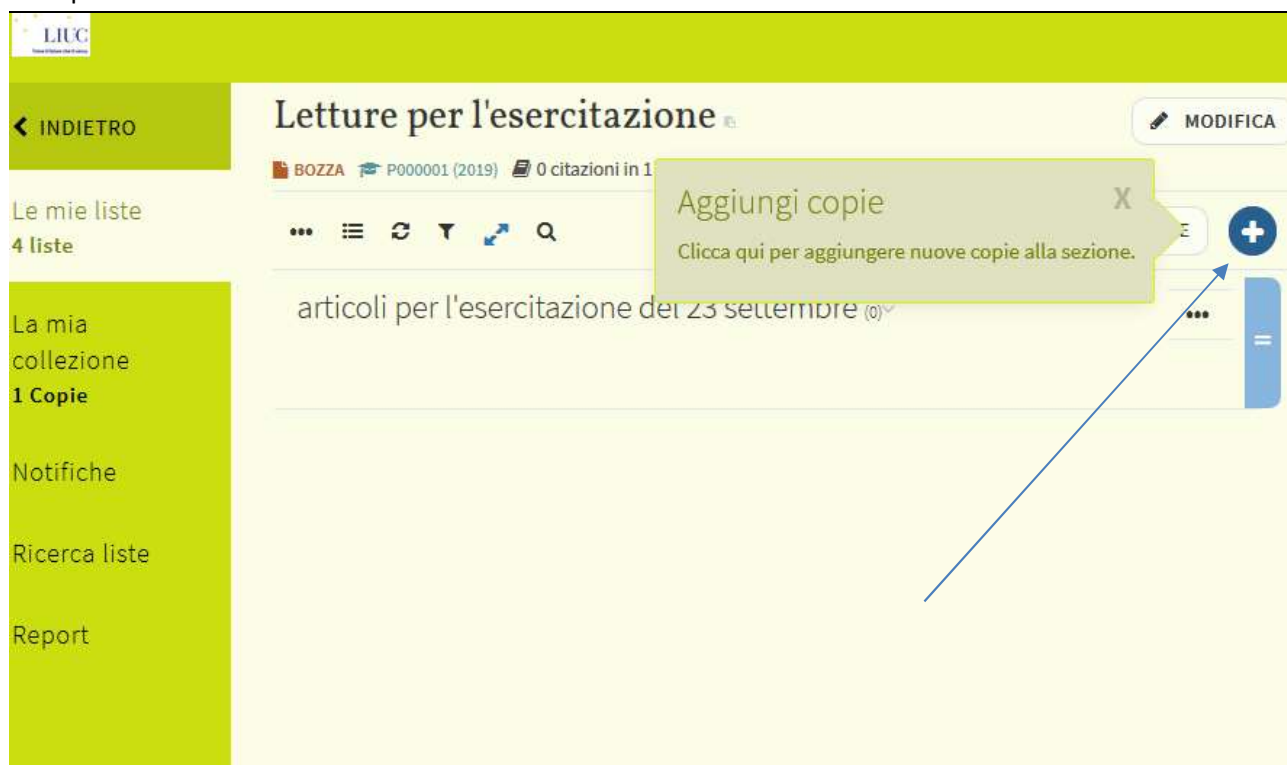 LIUC
INDIETRO
Letture per l'esercitazione
MODIFICA
BOZZA P000001 (2019) 0 citazioni in 1
Le mie liste
4 liste
Aggiungi copie X
Clicca qui per aggiungere nuove copie alla sezione.
E
articoli per l'esercitazione del 23 settembre (0)
La mia
collezione
1 Copie
Notifiche
Ricerca liste
Report